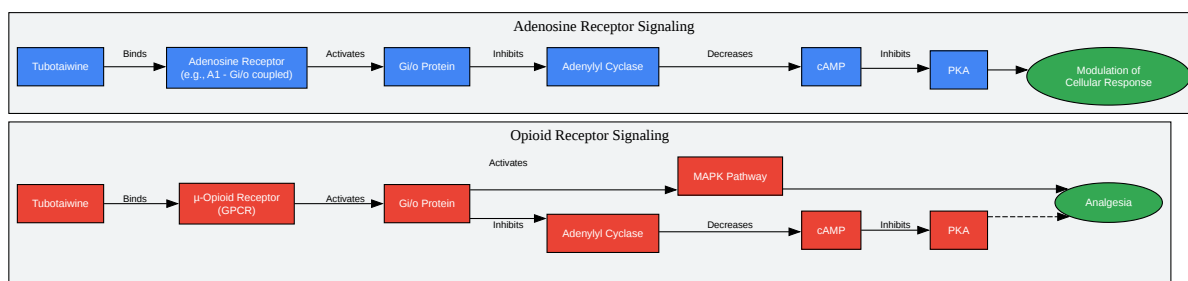 Adenosine Receptor Signaling
Tubotaiwine
Binds
Adenosine Receptor
(e.g., A1 - Gi/o coupled)
Activates
Gi/o Protein
Inhibits
Adenylyl Cyclase
Decreases
cAMP
Inhibits
PKA
Modulation of
Cellular Response
Opioid Receptor Signaling
Tubotaiwine
Binds
µ-Opioid Receptor
(GPCR)
Activates
Gi/o Protein
Activates
MAPK Pathway
Inhibits
Adenylyl Cyclase
Decreases
cAMP
Inhibits
PKA
Analgesia